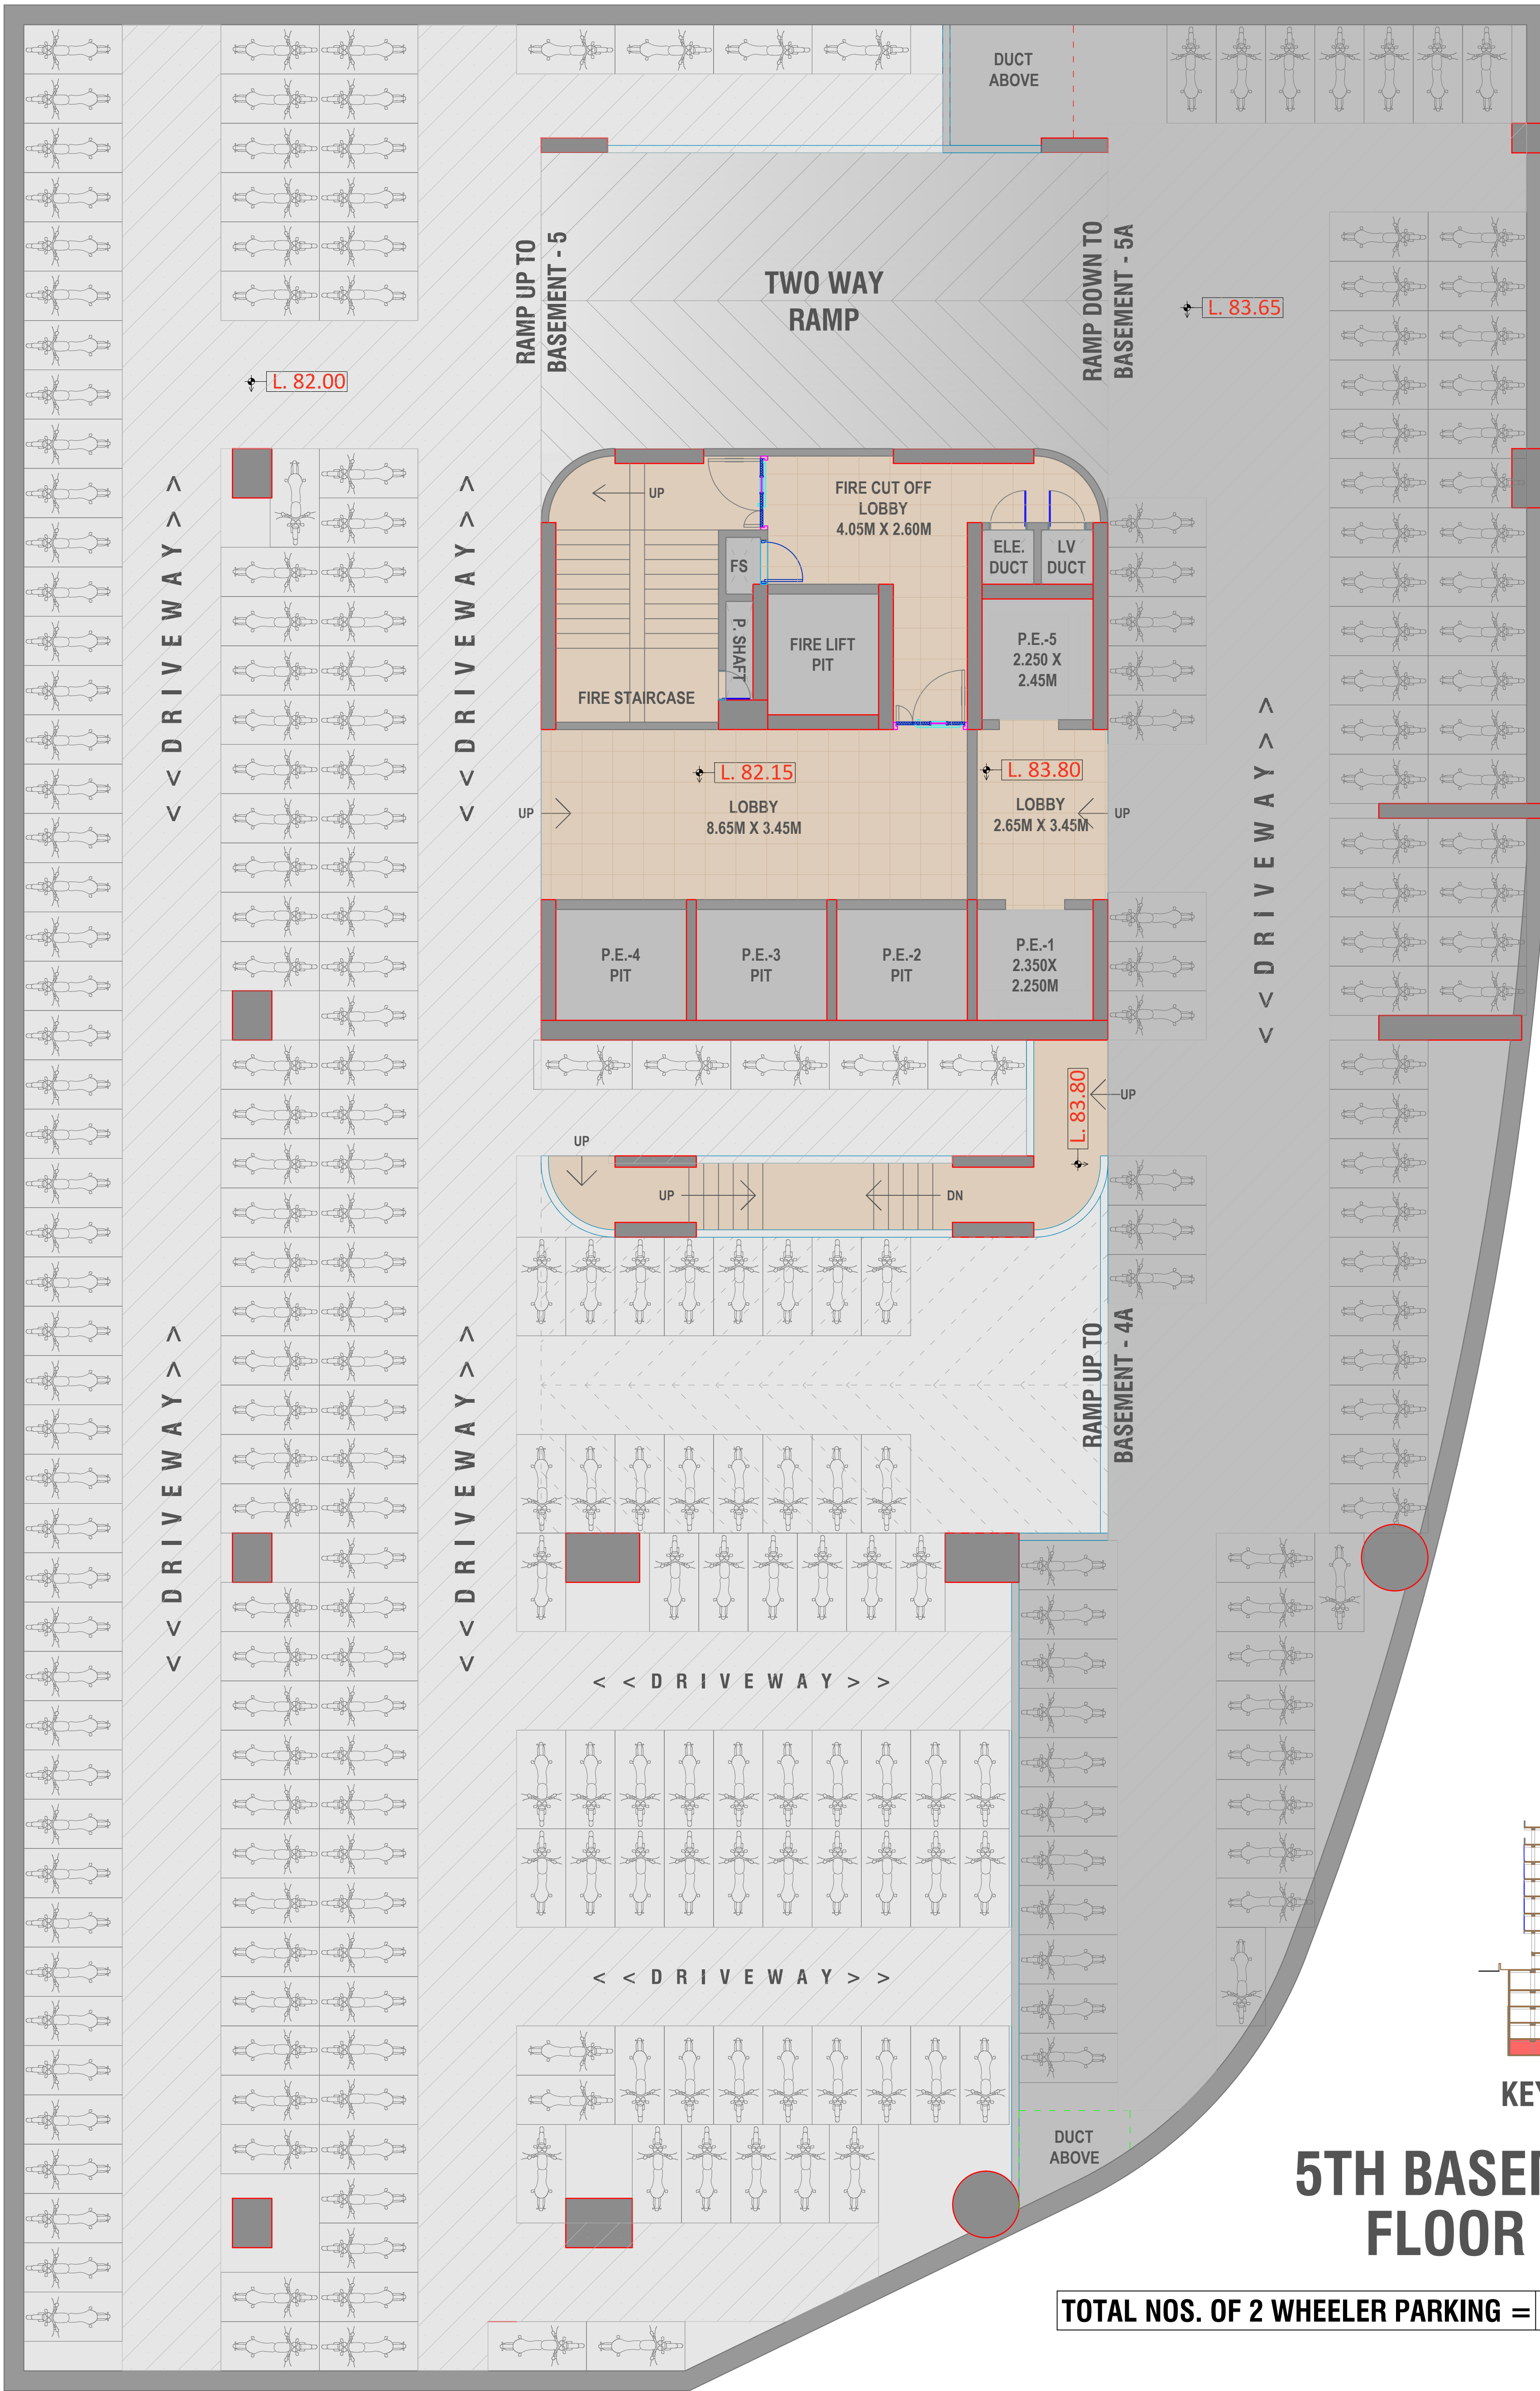 DUCT
ABOVE
RAMP UP TO
BASEMENT - 5
TWO WAY
RAMP
RAMP DOWN TO
BASEMENT - 5A
L. 83.65
L. 82.00
< < D R I V E W A Y > >
< < D R I V E W A Y > >
UP
FIRE CUT OFF
LOBBY
4.05M X 2.60M
FS
ELE.
DUCT
LV
DUCT
P. SHAFT
FIRE LIFT
PIT
P.E.-5
2.250 X
2.45M
FIRE STAIRCASE
L. 82.15
L. 83.80
UP
LOBBY
8.65M X 3.45M
LOBBY
2.65M X 3.45M
UP
< < D R I V E W A Y > >
P.E.-4
PIT
P.E.-3
PIT
P.E.-2
PIT
P.E.-1
2.350X
2.250M
L. 83.80
UP
UP
UP
DN
RAMP UP TO
BASEMENT - 4A
< < D R I V E W A Y > >
< < D R I V E W A Y > >
< < D R I V E W A Y > >
< < D R I V E W A Y > >
DUCT
ABOVE
KEY
5TH BASEM
FLOOR
TOTAL NOS. OF 2 WHEELER PARKING =